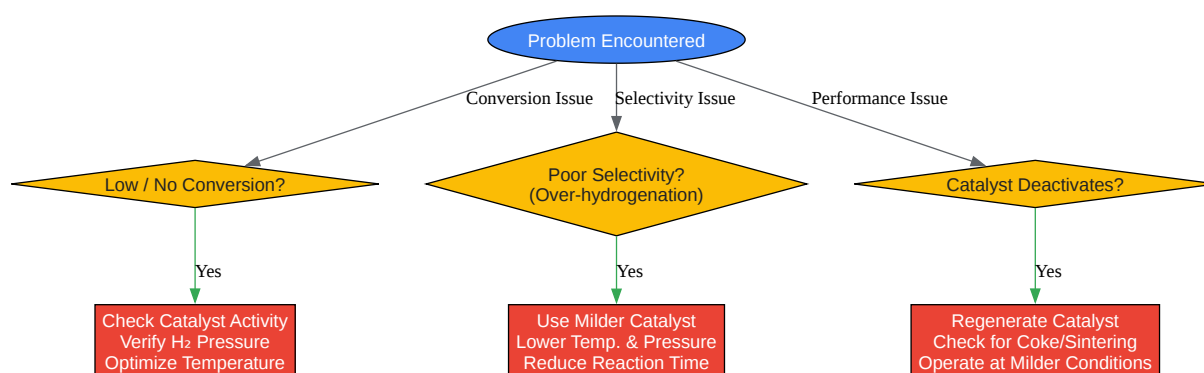 Problem Encountered
Conversion Issue
Selectivity Issue
Performance Issue
Low / No Conversion?
Poor Selectivity?
(Over-hydrogenation)
Catalyst Deactivates?
Yes
Yes
Yes
Check Catalyst Activity
Verify H₂ Pressure
Optimize Temperature
Use Milder Catalyst
Lower Temp. & Pressure
Reduce Reaction Time
Regenerate Catalyst
Check for Coke/Sintering
Operate at Milder Conditions